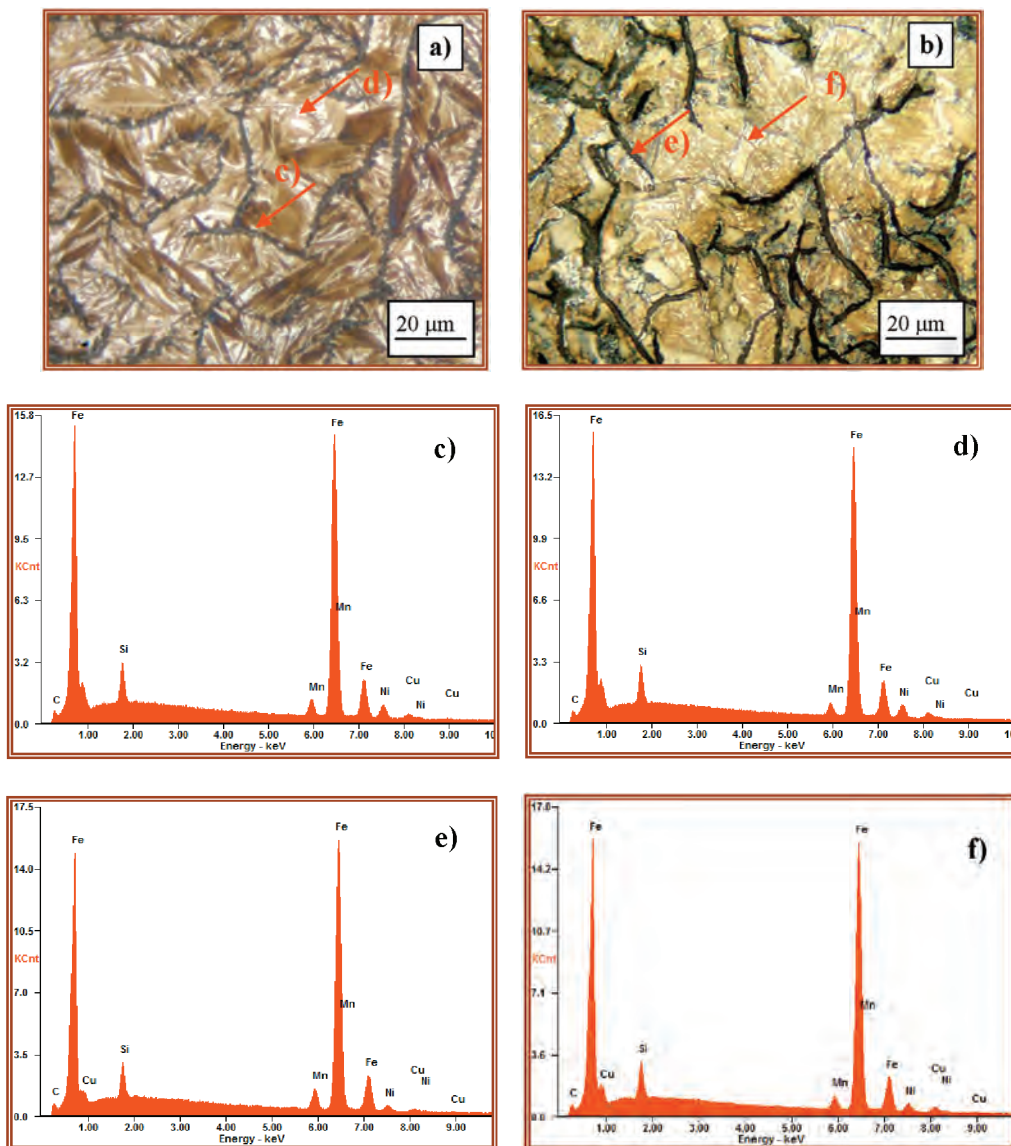 a)
d)
c)
20 µm
b)
f)
e)
20 µm
c)
15.8
12.7
9.5
KCnt
6.3
3.2
0.0
Fe
C
Si
Fe
Mn
Mn
Fe
Ni
Cu
Ni
Cu
1.00 2.00 3.00 4.00 5.00 6.00 7.00 8.00 9.00 10
Energy - keV
d)
16.5
13.2
9.9
KCnt
6.6
3.3
0.0
Fe
C
Si
Fe
Mn
Mn
Fe
Ni
Cu
Ni
Cu
1.00 2.00 3.00 4.00 5.00 6.00 7.00 8.00 9.00 10
Energy - keV
e)
17.5
14.0
10.5
KCnt
7.0
3.5
0.0
Fe
C
Cu
Si
Fe
Mn
Mn
Fe
Ni
Cu
Ni
Cu
1.00 2.00 3.00 4.00 5.00 6.00 7.00 8.00 9.00
Energy - keV
f)
17.8
14.2
10.7
KCnt
7.1
3.6
0.0
Fe
C
Cu
Si
Fe
Mn
Mn
Fe
Ni
Cu
Ni
Cu
1.00 2.00 3.00 4.00 5.00 6.00 7.00 8.00 9.00
Energy - keV